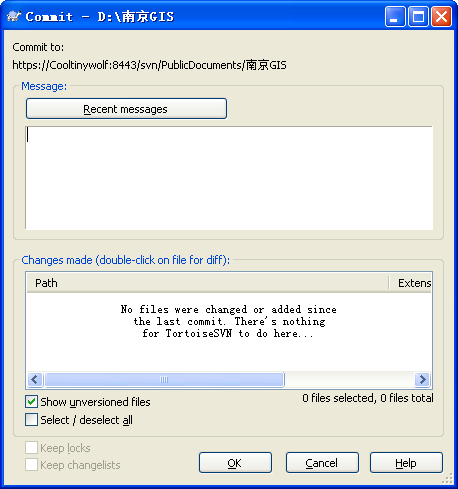 Commit - D:\南京GIS
Commit to:
https://Cooltinywolf:8443/svn/PublicDocuments/南京GIS
Message:
Recent messages
Changes made (double-click on file for diff):
Path Extens
No files were changed or added since
the last commit. There's nothing
for TortoiseSVN to do here...
Show unversioned files 0 files selected, 0 files total
Select / deselect all
Keep locks
Keep changelists
OK Cancel Help